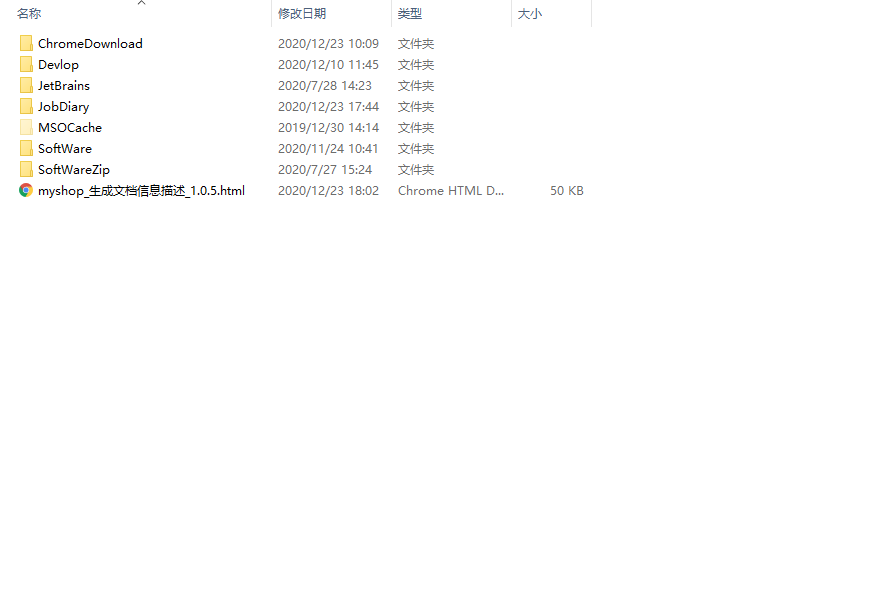 名称 修改日期 类型 大小
ChromeDownload 2020/12/23 10:09 文件夹
Devlop 2020/12/10 11:45 文件夹
JetBrains 2020/7/28 14:23 文件夹
JobDiary 2020/12/23 17:44 文件夹
MSOCache 2019/12/30 14:14 文件夹
SoftWare 2020/11/24 10:41 文件夹
SoftWareZip 2020/7/27 15:24 文件夹
myshop_生成文档信息描述_1.0.5.html 2020/12/23 18:02 Chrome HTML D... 50 KB